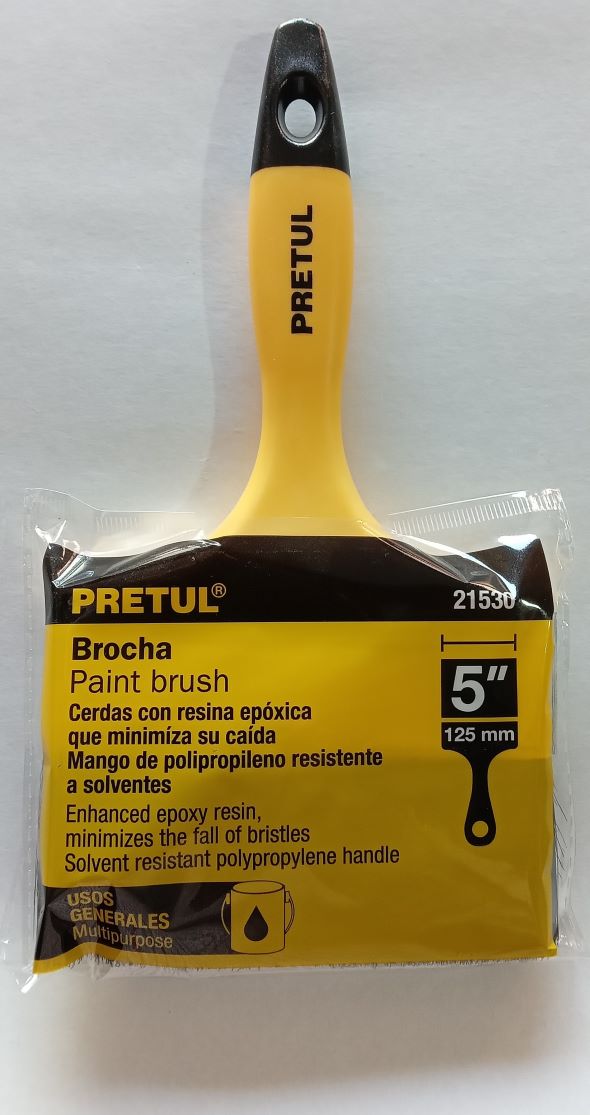 PRETUL
PRETUL®
21530
Brocha
Paint brush
Cerdas con resina epóxica
que minimíza su caída
Mango de polipropileno resistente
a solventes
Enhanced epoxy resin,
minimizes the fall of bristles
Solvent resistant polypropylene handle
5"
125 mm
USOS
GENERALES
Multipurpose